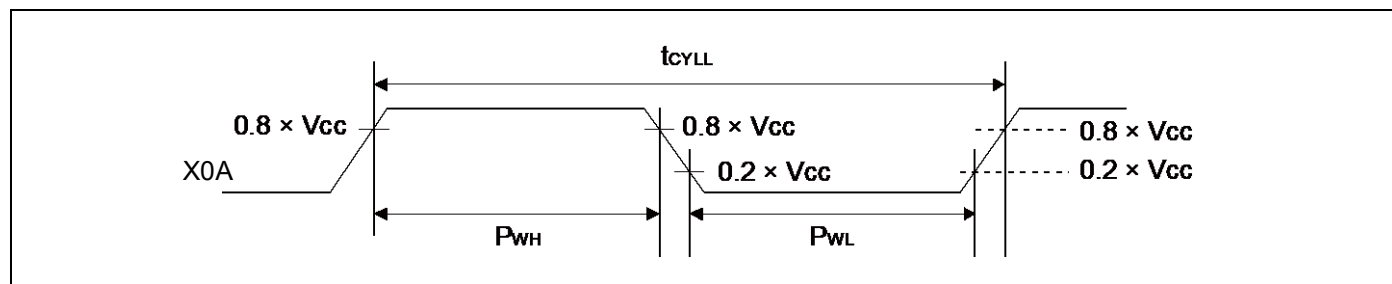 tCYLL
0.8 × Vcc
0.8 × Vcc
0.8 × Vcc
X0A
0.2 × Vcc
0.2 × Vcc
PWH
PWL